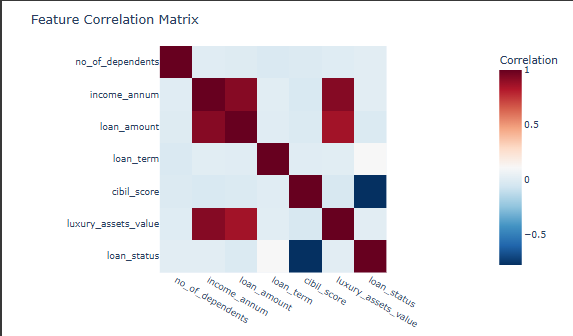 Feature Correlation Matrix
Correlation
no_of_dependents
income_annum
loan_amount
loan_term
cibil_score
luxury_assets_value
loan_status
1
0.5
0
−0.5
no_of_dependents
income_annum
loan_amount
loan_term
cibil_score
luxury_assets_value
loan_status